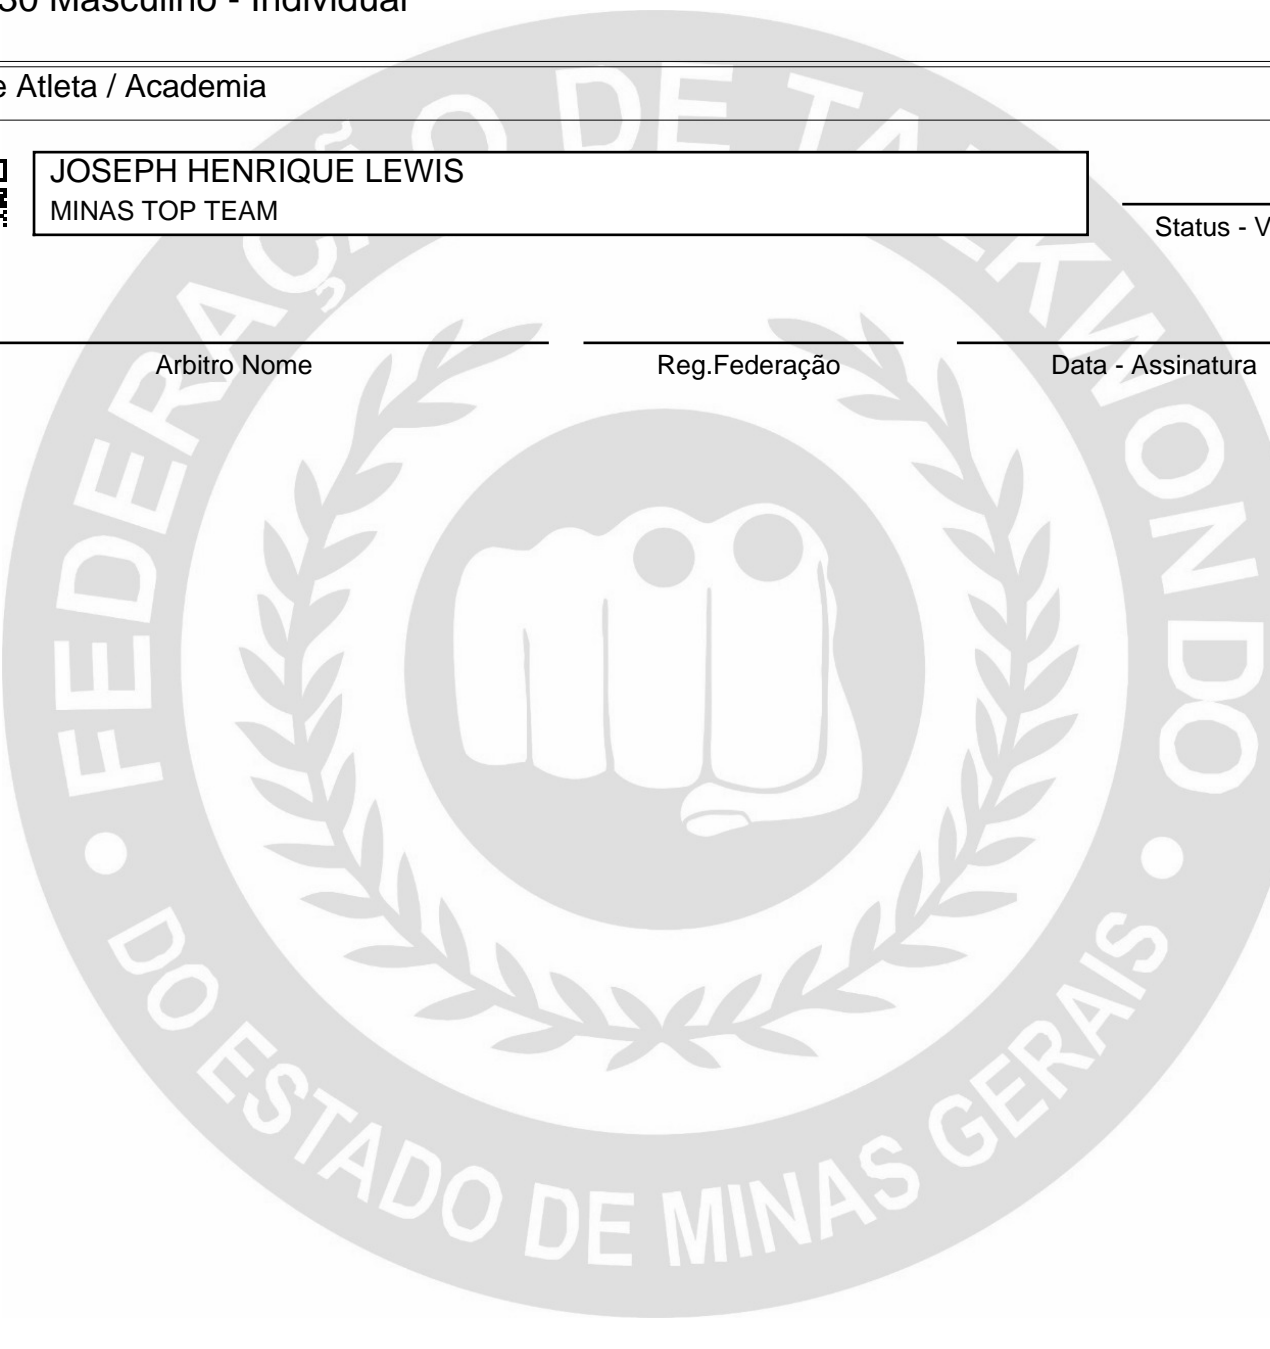 30 Masculino - Individual
e Atleta / Academia
JOSEPH HENRIQUE LEWIS
MINAS TOP TEAM
Status - V
Arbitro Nome
Reg.Federação
Data - Assinatura
FEDERAÇÃO DE TAEKWONDO
DO ESTADO DE MINAS GERAIS